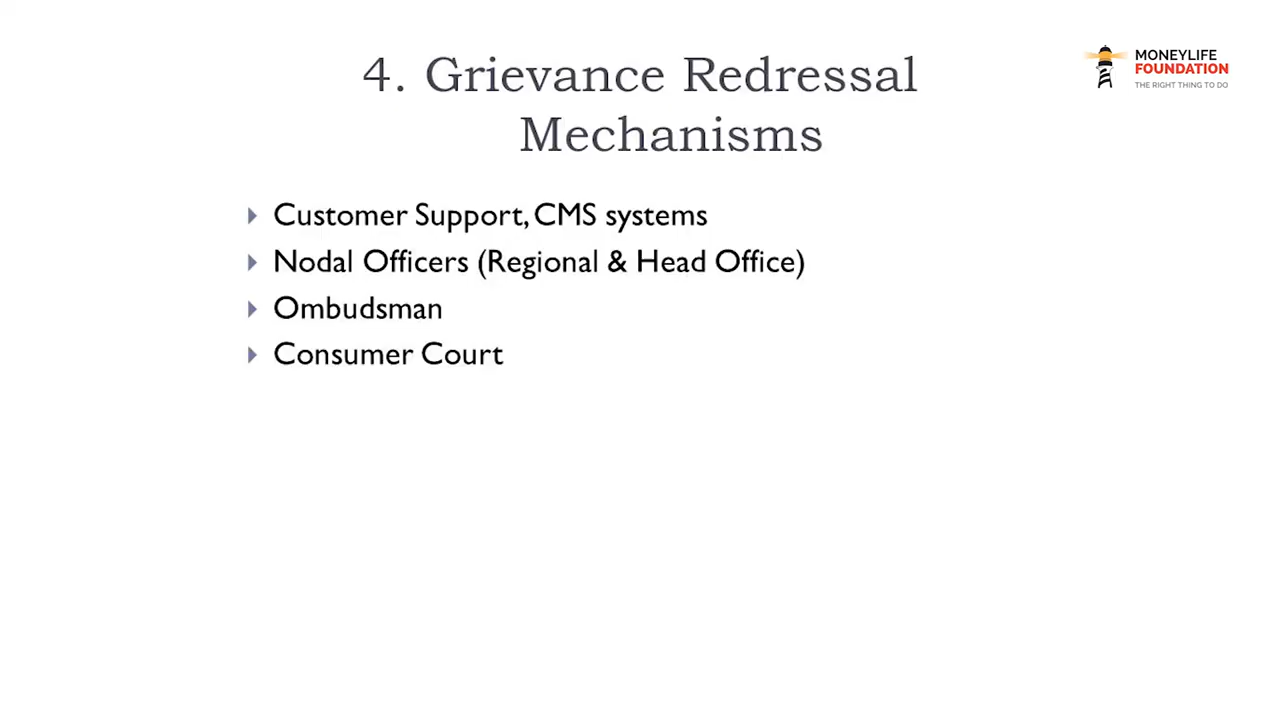 4. Grievance Redressal
Mechanisms
MONEYLIFE
FOUNDATION
THE RIGHT THING TO DO
Customer Support, CMS systems
Nodal Officers (Regional & Head Office)
Ombudsman
Consumer Court